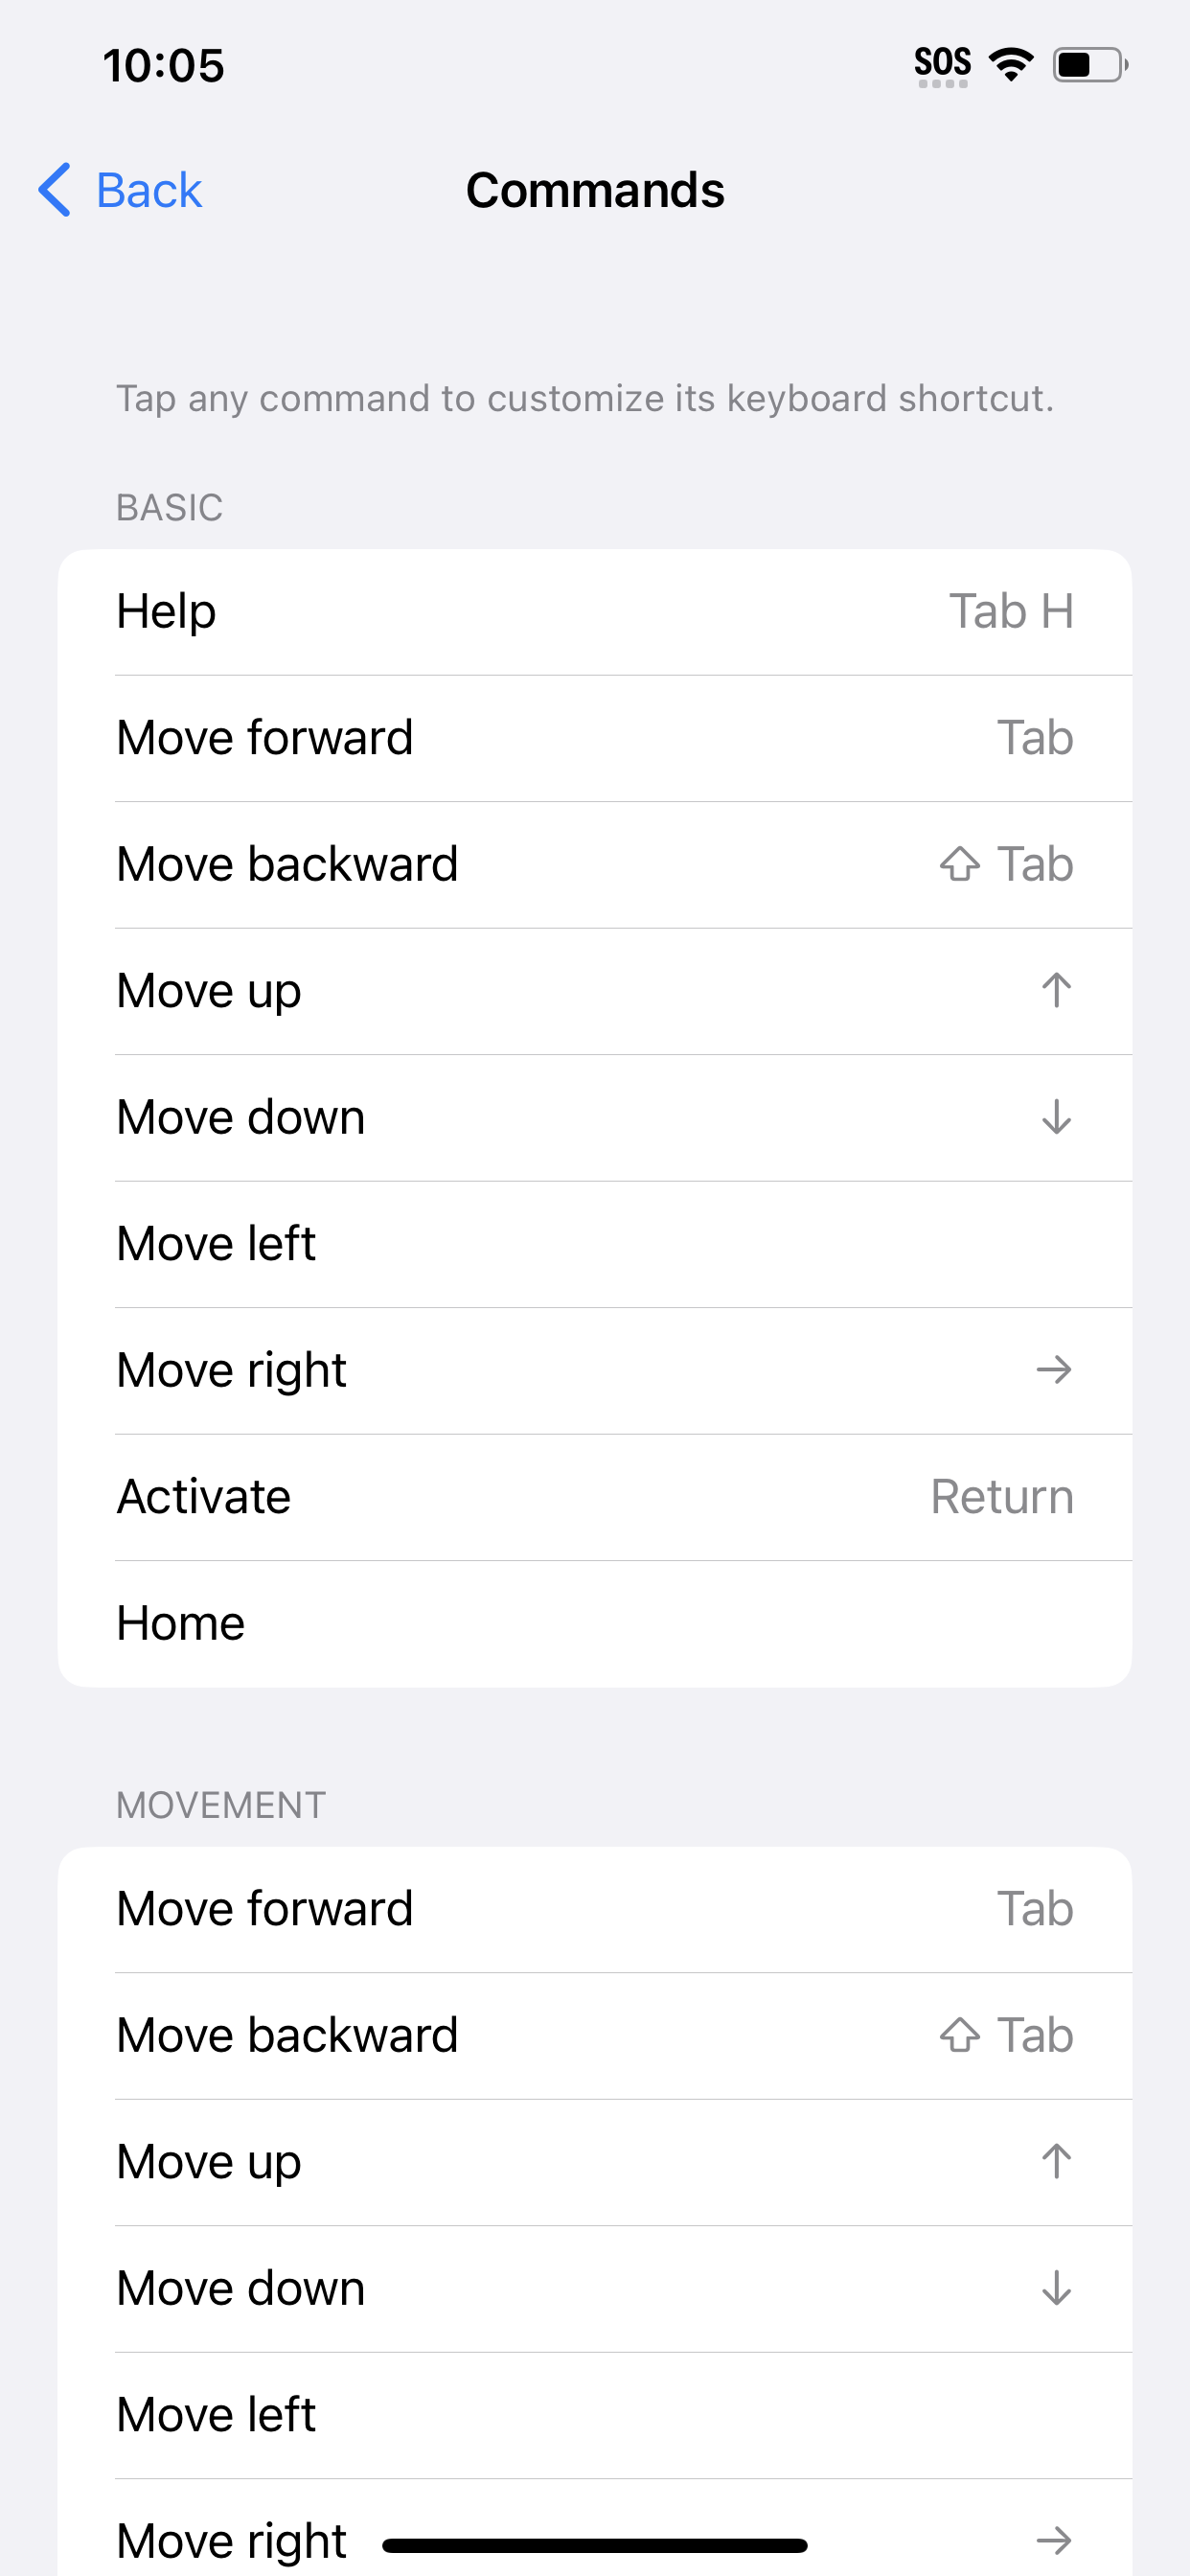 10:05 SOS
Back Commands
Tap any command to customize its keyboard shortcut.
BASIC
Help Tab H
Move forward Tab
Move backward ⇧ Tab
Move up ↑
Move down ↓
Move left
Move right →
Activate Return
Home
MOVEMENT
Move forward Tab
Move backward ⇧ Tab
Move up ↑
Move down ↓
Move left
Move right →